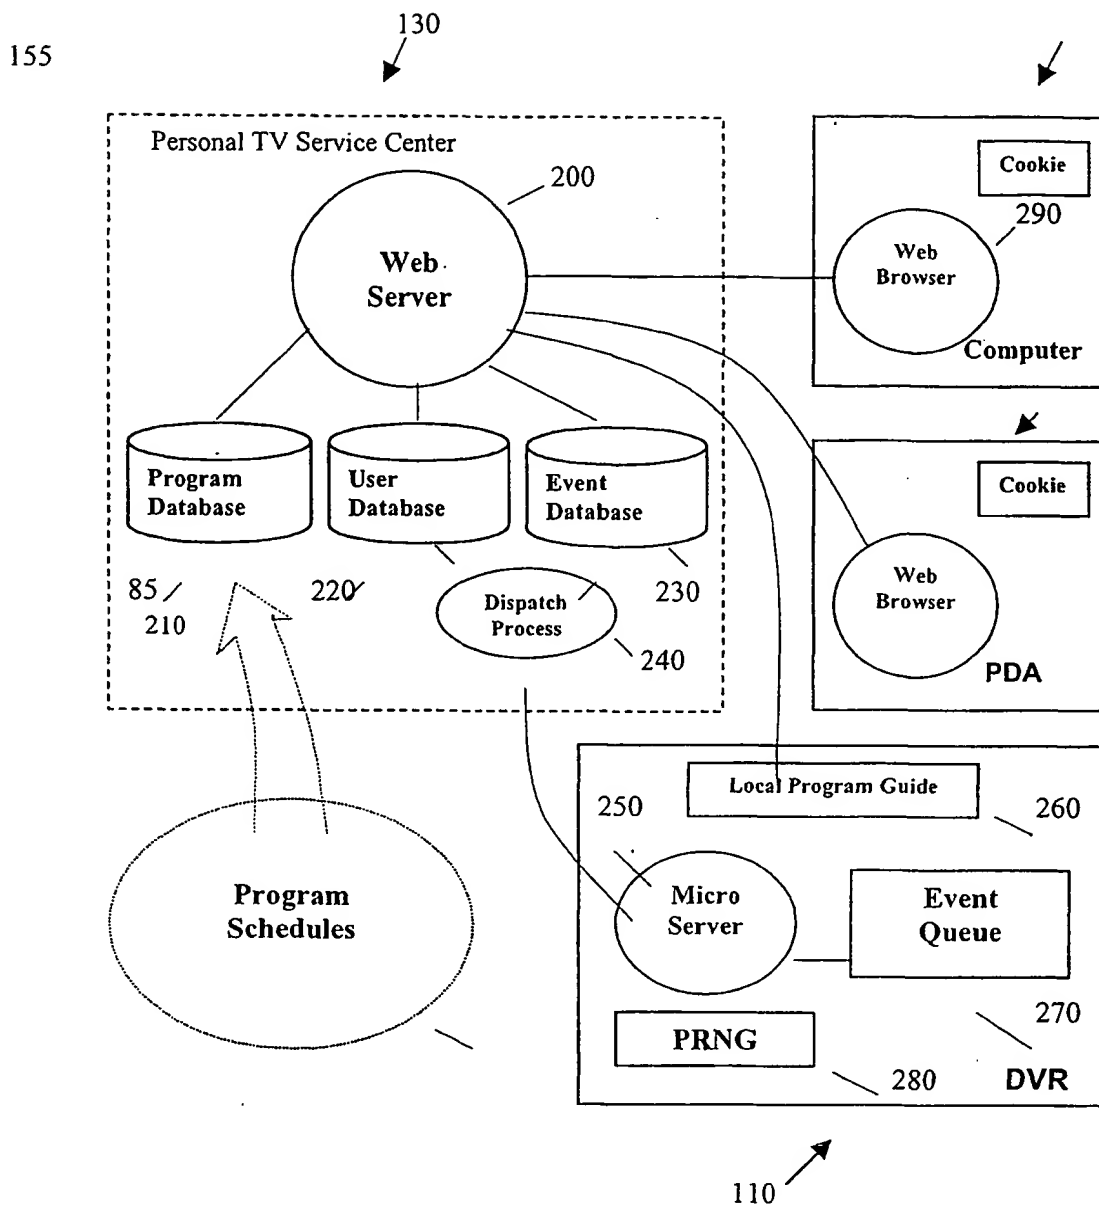 130
155
Personal TV Service Center
200
Web
Server
Cookie
290
Web
Browser
Computer
Program
Database
User
Database
Event
Database
Cookie
85
210
220
Dispatch
Process
230
240
Web
Browser
PDA
Local Program Guide
250
260
Program
Schedules
Micro
Server
Event
Queue
270
PRNG
280
DVR
110